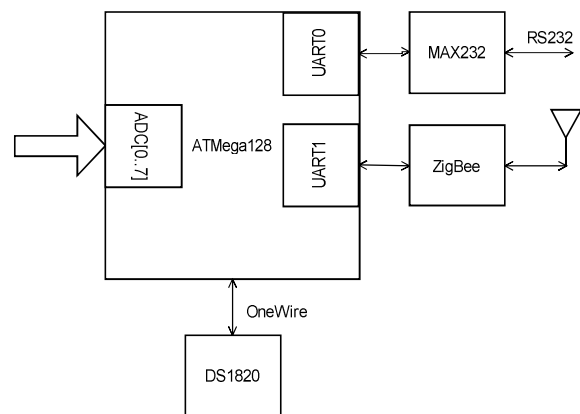 UART0
MAX232
RS232
ADC[0..7]
ATMega128
UART1
ZigBee
OneWire
DS1820